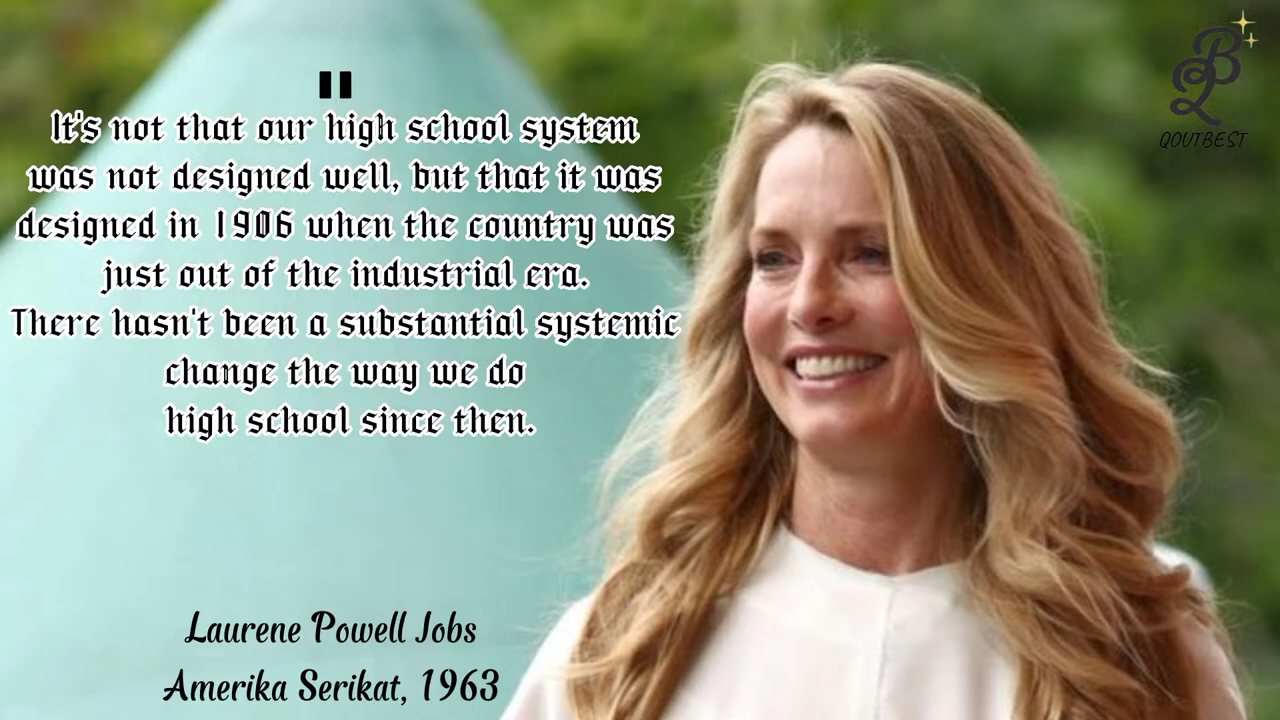 "
It's not that our high school system
was not designed well, but that it was
designed in 1906 when the country was
just out of the industrial era.
There hasn't been a substantial systemic
change the way we do
high school since then.
Laurene Powell Jobs
Amerika Serikat, 1963
QB
QOUTBEST